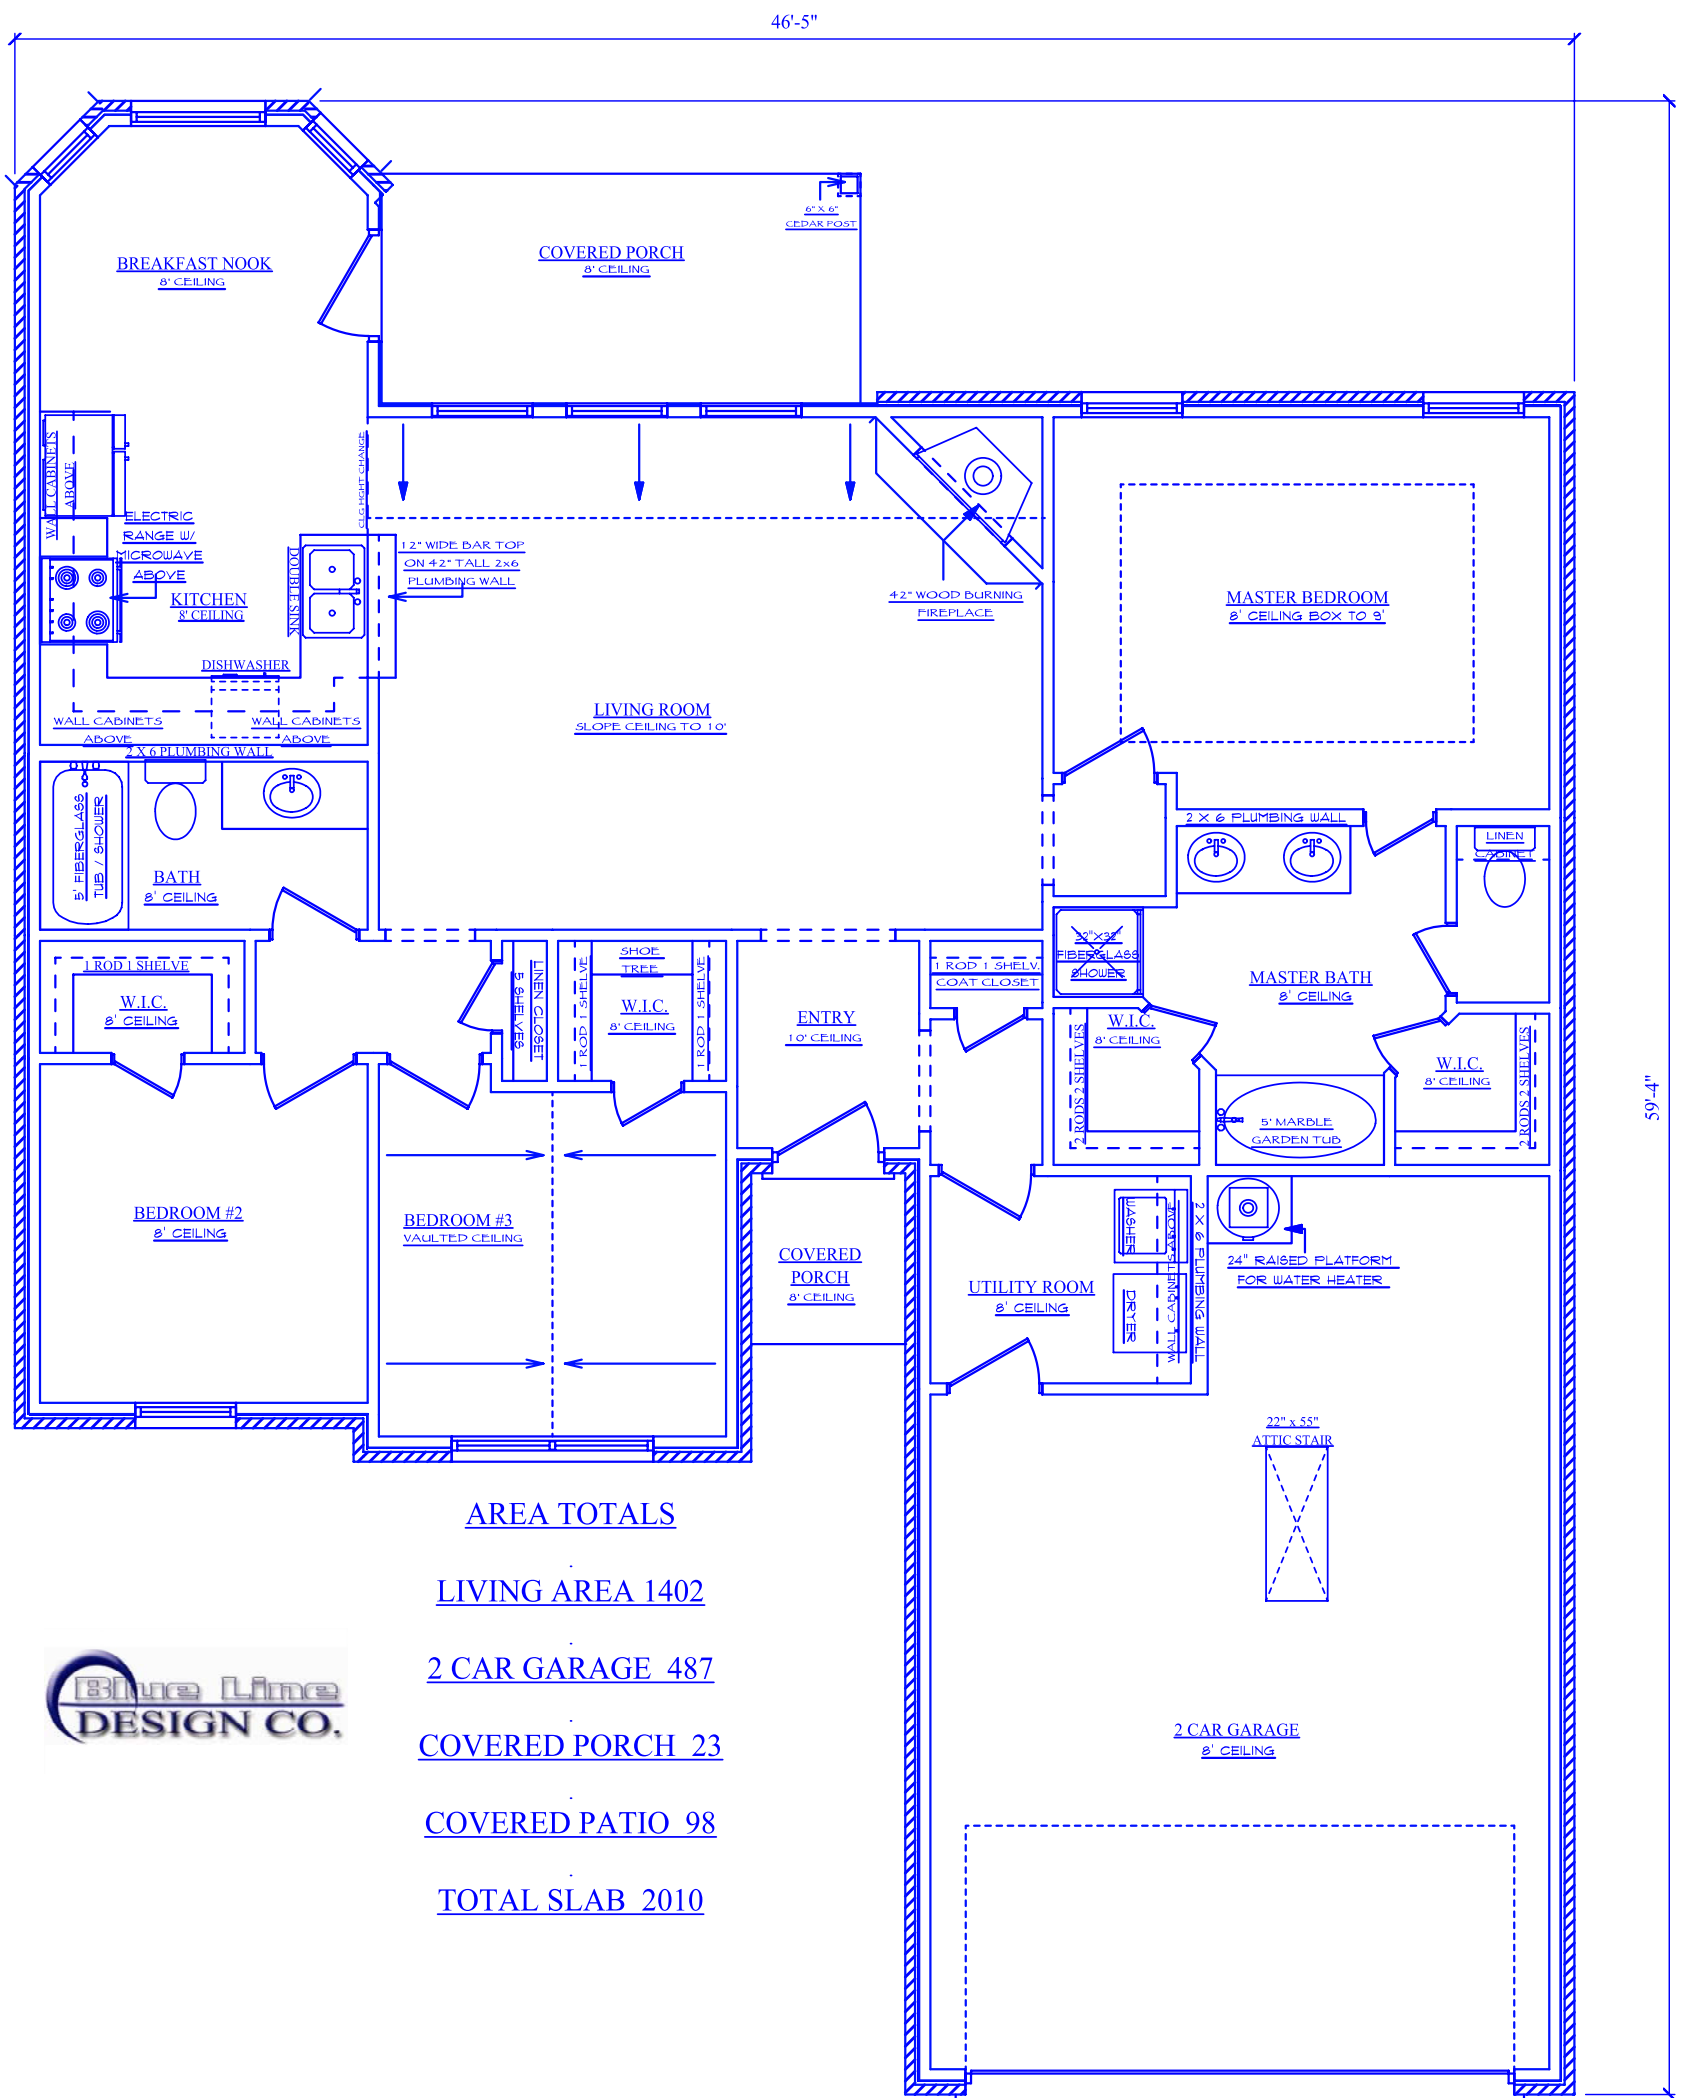 46'-5"
6" X 6"
CEDAR POST
COVERED PORCH
8' CEILING
BREAKFAST NOOK
8' CEILING
WALL CABINETS
ABOVE
CLG HGHT CHANGE
ELECTRIC
RANGE W/
MICROWAVE
ABOVE
KITCHEN
8' CEILING
DOUBLE SINK
12" WIDE BAR TOP
ON 42" TALL 2x6
PLUMBING WALL
42" WOOD BURNING
FIREPLACE
MASTER BEDROOM
8' CEILING BOX TO 9'
DISHWASHER
LIVING ROOM
SLOPE CEILING TO 10'
WALL CABINETS
ABOVE
WALL CABINETS
ABOVE
2 X 6 PLUMBING WALL
5' FIBERGLASS
TUB / SHOWER
BATH
8' CEILING
2 X 6 PLUMBING WALL
LINEN
CABINET
32"X32"
FIBERGLASS
SHOWER
MASTER BATH
8' CEILING
1 ROD 1 SHELVE
W.I.C.
8' CEILING
LINEN CLOSET
5 SHELVES
SHOE
TREE
1 ROD 1 SHELVE
W.I.C.
8' CEILING
1 ROD 1 SHELVE
ENTRY
10' CEILING
1 ROD 1 SHELV.
COAT CLOSET
W.I.C.
8' CEILING
2 RODS 2 SHELVES
W.I.C.
8' CEILING
2 RODS 2 SHELVES
5' MARBLE
GARDEN TUB
59'-4"
BEDROOM #2
8' CEILING
BEDROOM #3
VAULTED CEILING
COVERED
PORCH
8' CEILING
UTILITY ROOM
8' CEILING
WASHER
DRYER
WALL CABINETS ABOVE
2 X 6 PLUMBING WALL
24" RAISED PLATFORM
FOR WATER HEATER
22" x 55"
ATTIC STAIR
2 CAR GARAGE
8' CEILING
AREA TOTALS
.
LIVING AREA 1402
.
2 CAR GARAGE 487
.
COVERED PORCH 23
.
COVERED PATIO 98
.
TOTAL SLAB 2010
Blue Line
DESIGN CO.